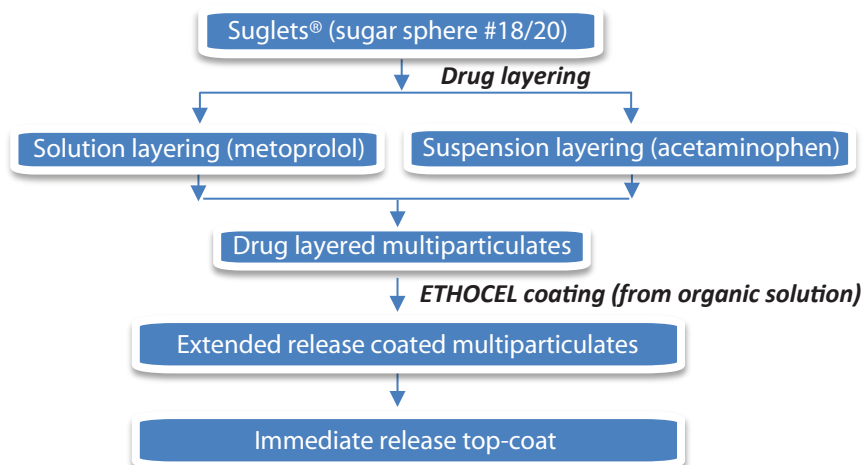 Suglets® (sugar sphere #18/20)
Drug layering
Solution layering (metoprolol)
Suspension layering (acetaminophen)
Drug layered multiparticulates
ETHOCEL coating (from organic solution)
Extended release coated multiparticulates
Immediate release top-coat